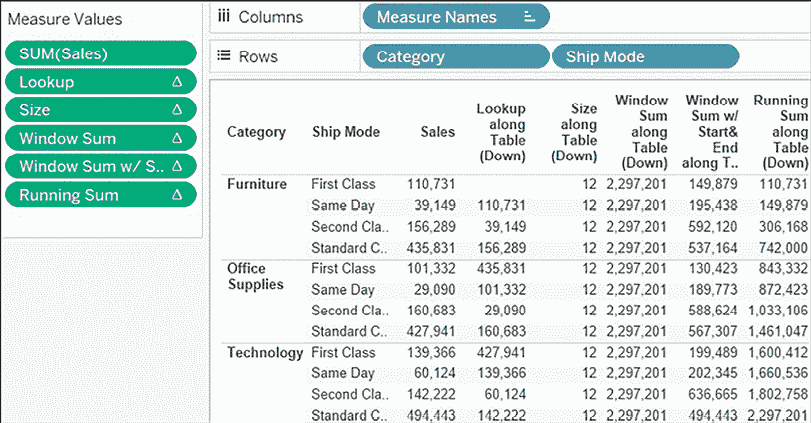 Measure Values
SUM(Sales)
Lookup
Size
Window Sum
Window Sum w/ S..
Running Sum
Columns
Measure Names
Rows
Category Ship Mode
Category Ship Mode Sales Lookup along Table (Down) Size along Table (Down) Window Sum along Table (Down) Window Sum w/ Start& End along T.. Running Sum along Table (Down)
Furniture First Class 110,731 12 2,297,201 149,879 110,731
Same Day 39,149 110,731 12 2,297,201 195,438 149,879
Second Cla.. 156,289 39,149 12 2,297,201 592,120 306,168
Standard C.. 435,831 156,289 12 2,297,201 537,164 742,000
Office Supplies First Class 101,332 435,831 12 2,297,201 130,423 843,332
Same Day 29,090 101,332 12 2,297,201 189,773 872,423
Second Cla.. 160,683 29,090 12 2,297,201 588,624 1,033,106
Standard C.. 427,941 160,683 12 2,297,201 567,307 1,461,047
Technology First Class 139,366 427,941 12 2,297,201 199,489 1,600,412
Same Day 60,124 139,366 12 2,297,201 202,345 1,660,536
Second Cla.. 142,222 60,124 12 2,297,201 636,665 1,802,758
Standard C.. 494,443 142,222 12 2,297,201 494,443 2,297,201